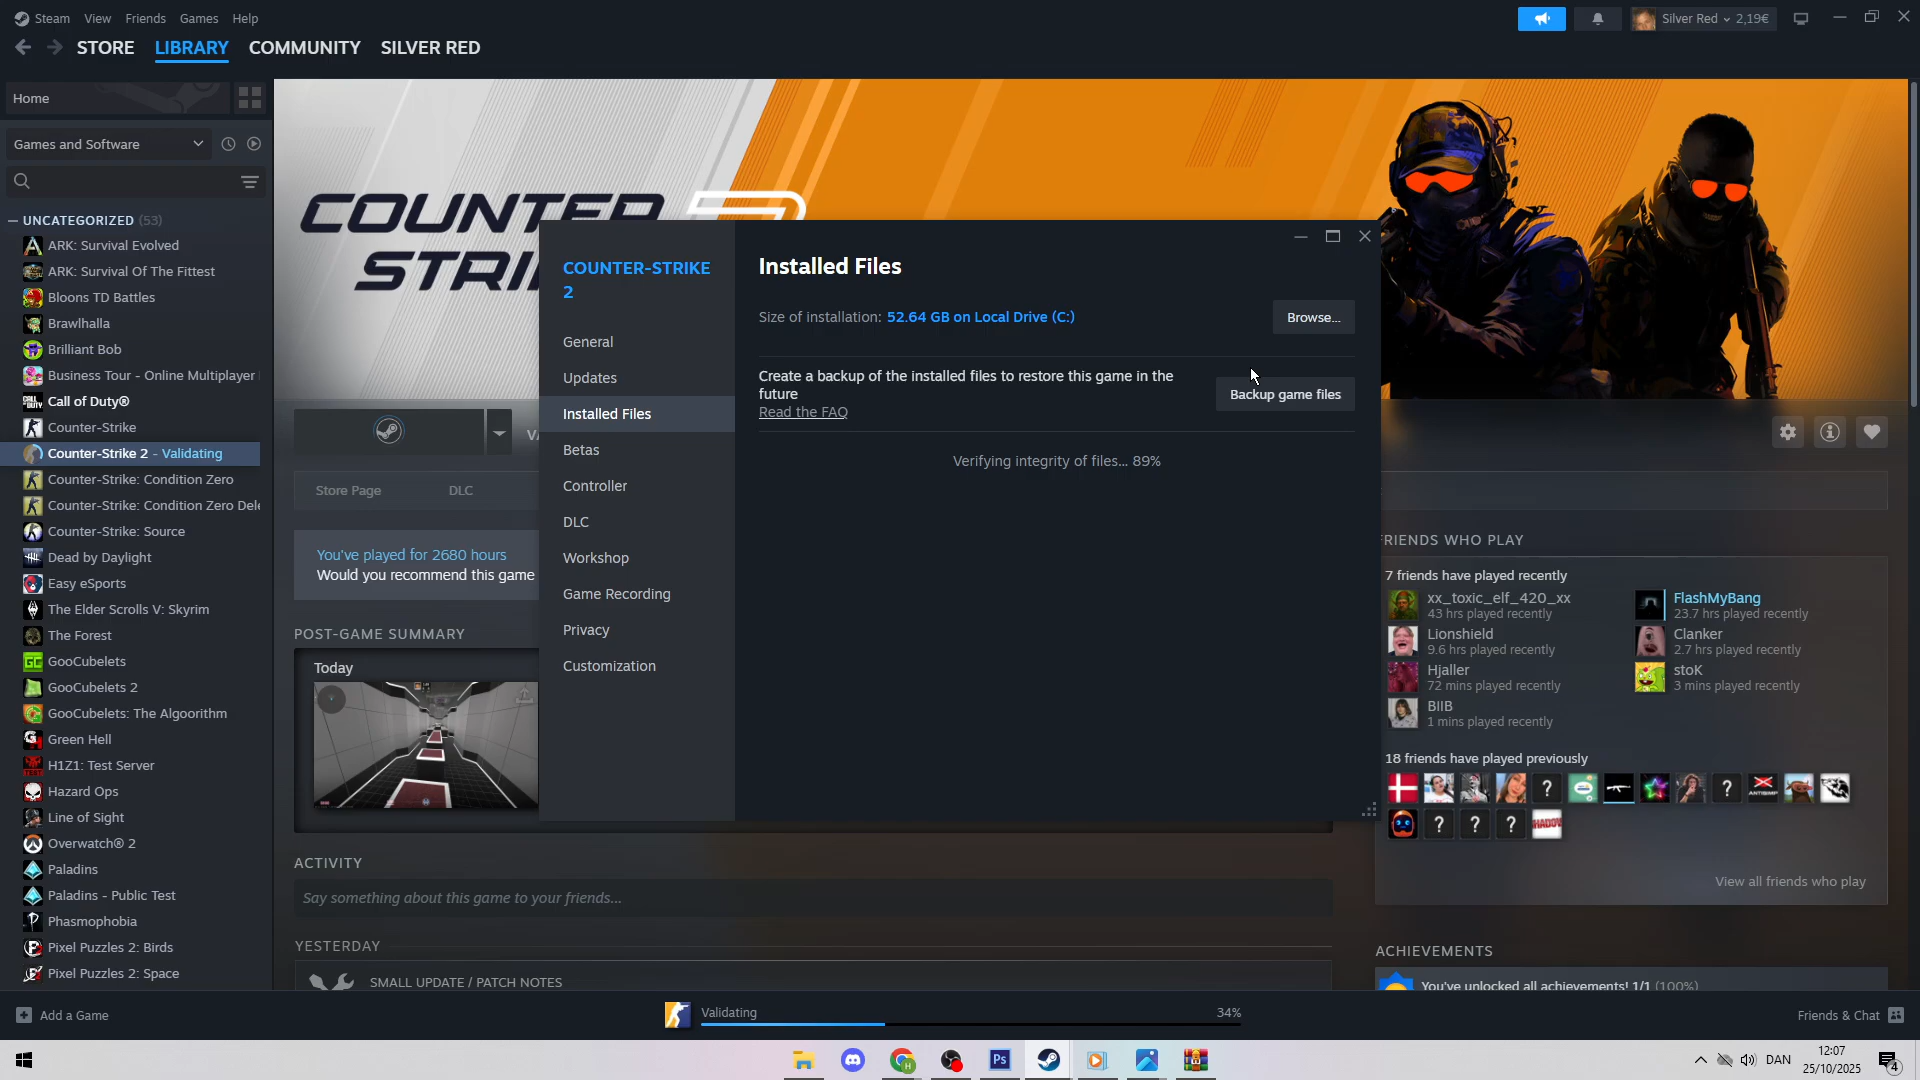 Steam View Friends Games Help
Silver Red 2,19€
STORE LIBRARY COMMUNITY SILVER RED
Home
Games and Software
UNCATEGORIZED (53)
ARK: Survival Evolved
ARK: Survival Of The Fittest
Bloons TD Battles
Brawlhalla
Brilliant Bob
Business Tour - Online Multiplayer
Call of Duty®
Counter-Strike
Counter-Strike 2 - Validating
Counter-Strike: Condition Zero
Counter-Strike: Condition Zero Dele
Counter-Strike: Source
Dead by Daylight
Easy eSports
The Elder Scrolls V: Skyrim
The Forest
GooCubelets
GooCubelets 2
GooCubelets: The Algoorithm
Green Hell
H1Z1: Test Server
Hazard Ops
Line of Sight
Overwatch® 2
Paladins
Paladins - Public Test
Phasmophobia
Pixel Puzzles 2: Birds
Pixel Puzzles 2: Space
COUNTER
STRI
VA
Store Page DLC
You've played for 2680 hours
Would you recommend this game
POST-GAME SUMMARY
Today
ACTIVITY
Say something about this game to your friends...
YESTERDAY
SMALL UPDATE / PATCH NOTES
COUNTER-STRIKE
2
General
Updates
Installed Files
Betas
Controller
DLC
Workshop
Game Recording
Privacy
Customization
Installed Files
Size of installation: 52.64 GB on Local Drive (C:)
Browse...
Create a backup of the installed files to restore this game in the
future
Read the FAQ
Backup game files
Verifying integrity of files... 89%
FRIENDS WHO PLAY
7 friends have played recently
xx_toxic_elf_420_xx
43 hrs played recently
FlashMyBang
23.7 hrs played recently
Lionshield
9.6 hrs played recently
Clanker
2.7 hrs played recently
Hjaller
72 mins played recently
stoK
3 mins played recently
BIIB
1 mins played recently
18 friends have played previously
View all friends who play
ACHIEVEMENTS
You've unlocked all achievements! 1/1 (100%)
Add a Game
Validating 34%
Friends & Chat
Ps
DAN
12:07
25/10/2025
4